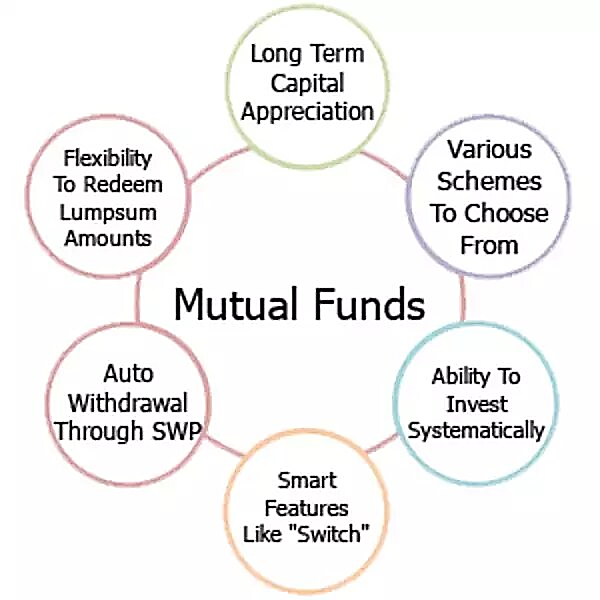 Long Term
Capital
Appreciation
Various
Schemes
To Choose
From
Ability To
Invest
Systematically
Smart
Features
Like "Switch"
Auto
Withdrawal
Through SWP
Flexibility
To Redeem
Lumpsum
Amounts
Mutual Funds